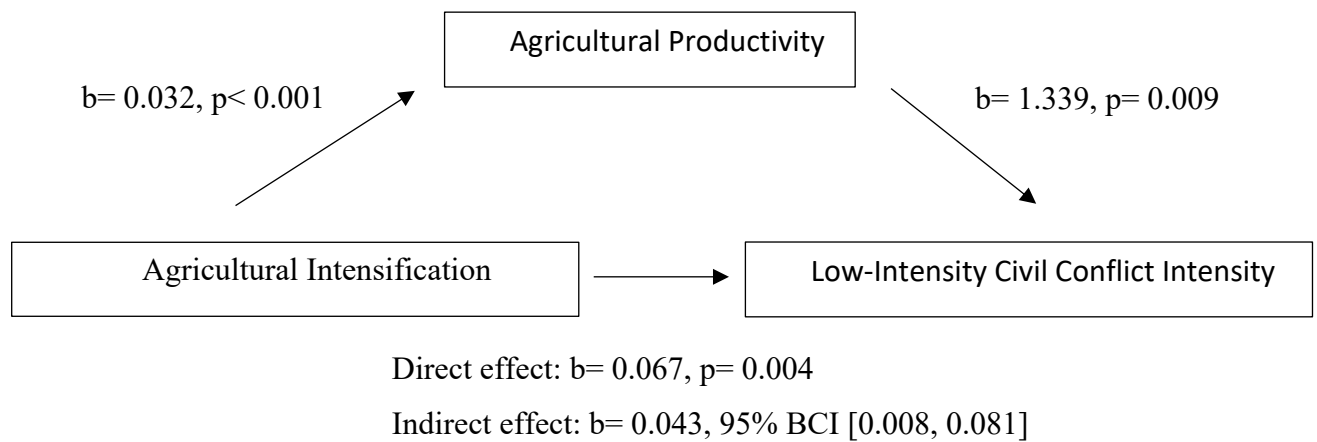 Agricultural Productivity
b= 0.032, p< 0.001
b= 1.339, p= 0.009
Agricultural Intensification
Low-Intensity Civil Conflict Intensity
Direct effect: b= 0.067, p= 0.004
Indirect effect: b= 0.043, 95% BCI [0.008, 0.081]